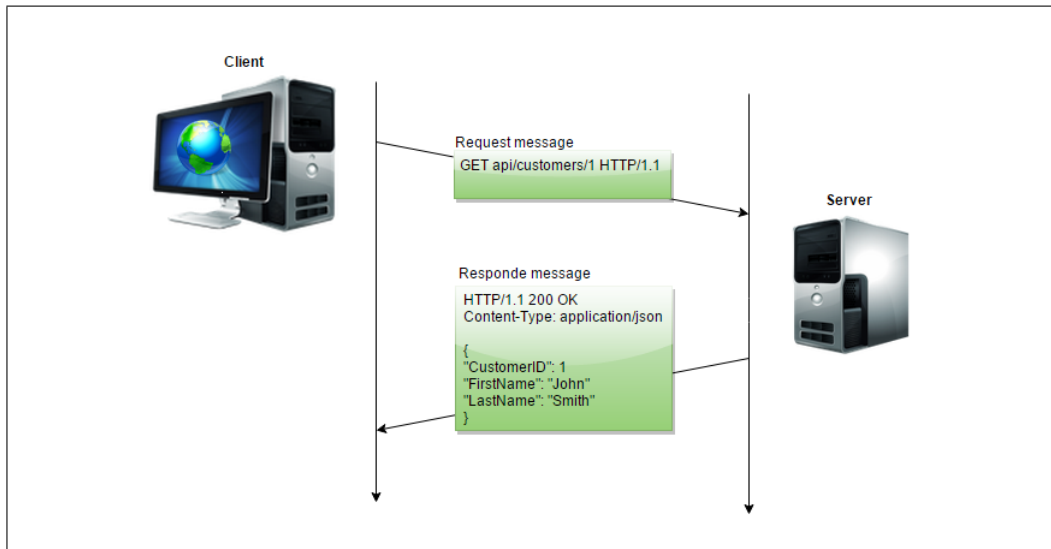 Client
Request message
GET api/customers/1 HTTP/1.1
Server
Responde message
HTTP/1.1 200 OK
Content-Type: application/json
{
"CustomerID": 1
"FirstName": "John"
"LastName": "Smith"
}